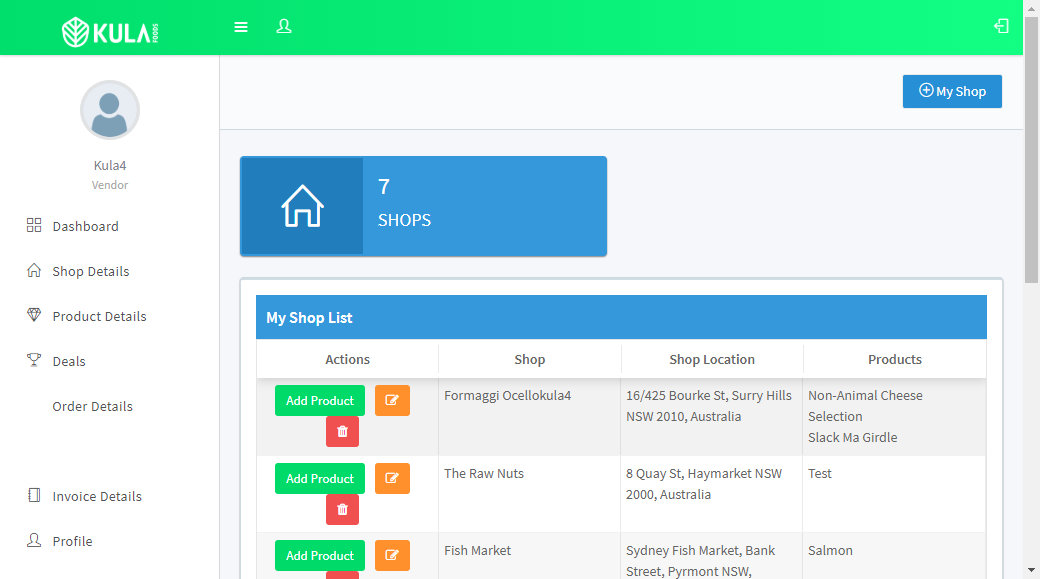 KULA FOODS
My Shop
Kula4
Vendor
Dashboard
Shop Details
Product Details
Deals
Order Details
Invoice Details
Profile
7
SHOPS
My Shop List
Actions Shop Shop Location Products
Add Product Formaggi Ocellokula4 16/425 Bourke St, Surry Hills Non-Animal Cheese
NSW 2010, Australia Selection
Slack Ma Girdle
Add Product The Raw Nuts 8 Quay St, Haymarket NSW Test
2000, Australia
Add Product Fish Market Sydney Fish Market, Bank Salmon
Street, Pyrmont NSW,